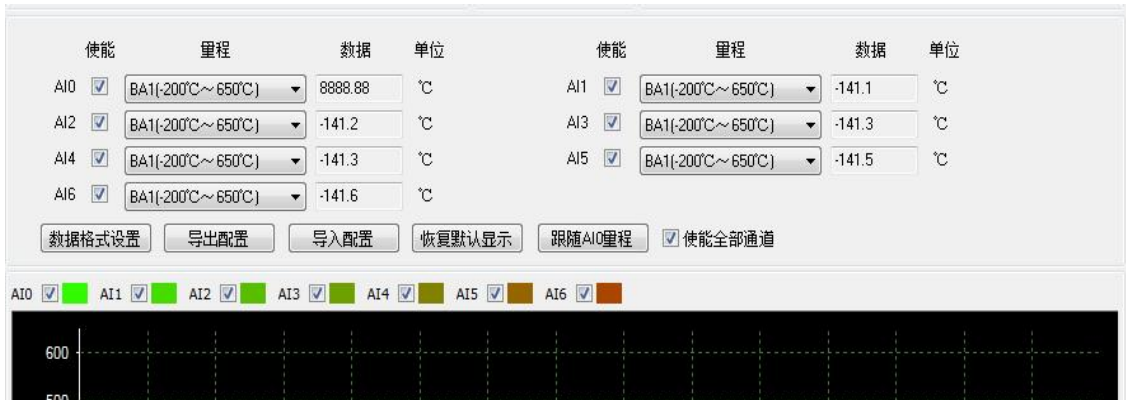 使能 量程 数据 单位 使能 量程 数据 单位
AI0 BA1(-200℃～650℃) 8888.88 ℃ AI1 BA1(-200℃～650℃) -141.1 ℃
AI2 BA1(-200℃～650℃) -141.2 ℃ AI3 BA1(-200℃～650℃) -141.3 ℃
AI4 BA1(-200℃～650℃) -141.3 ℃ AI5 BA1(-200℃～650℃) -141.5 ℃
AI6 BA1(-200℃～650℃) -141.6 ℃
数据格式设置 导出配置 导入配置 恢复默认显示 跟随AI0量程 使能全部通道
AI0 AI1 AI2 AI3 AI4 AI5 AI6
600
500